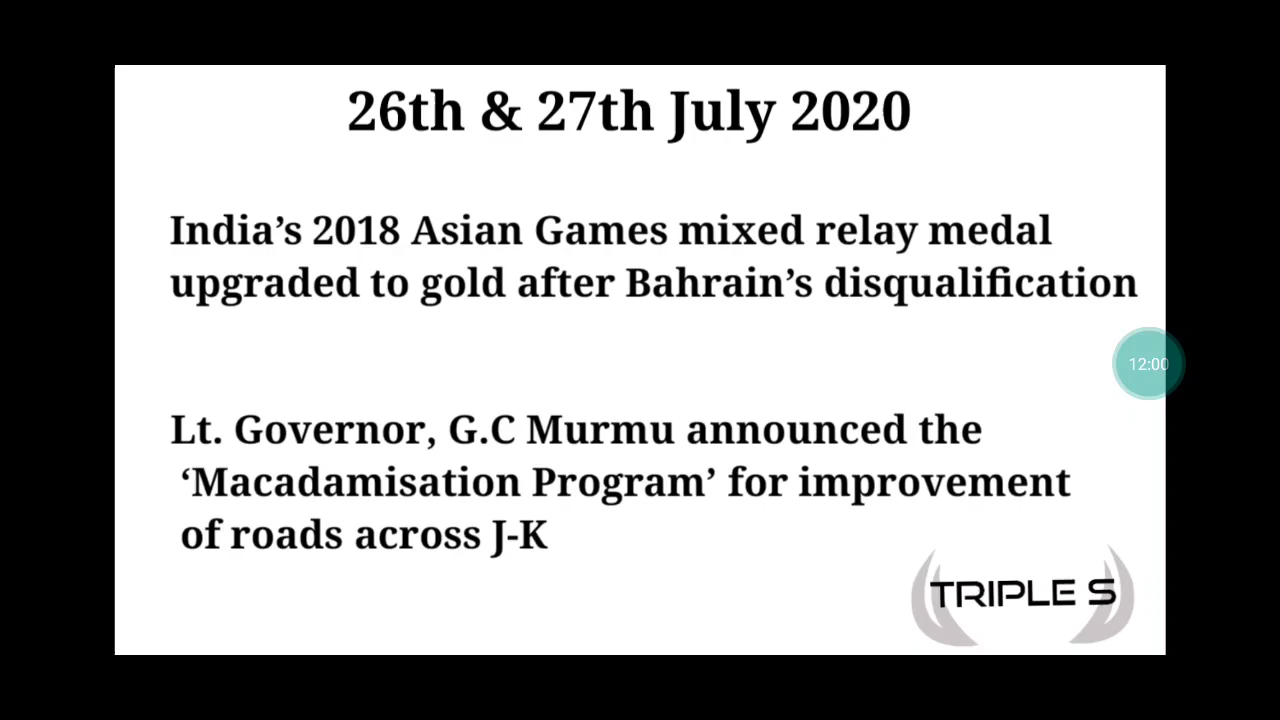 26th & 27th July 2020
India’s 2018 Asian Games mixed relay medal
upgraded to gold after Bahrain’s disqualification
12:00
Lt. Governor, G.C Murmu announced the
‘Macadamisation Program’ for improvement
of roads across J-K
TRIPLE S